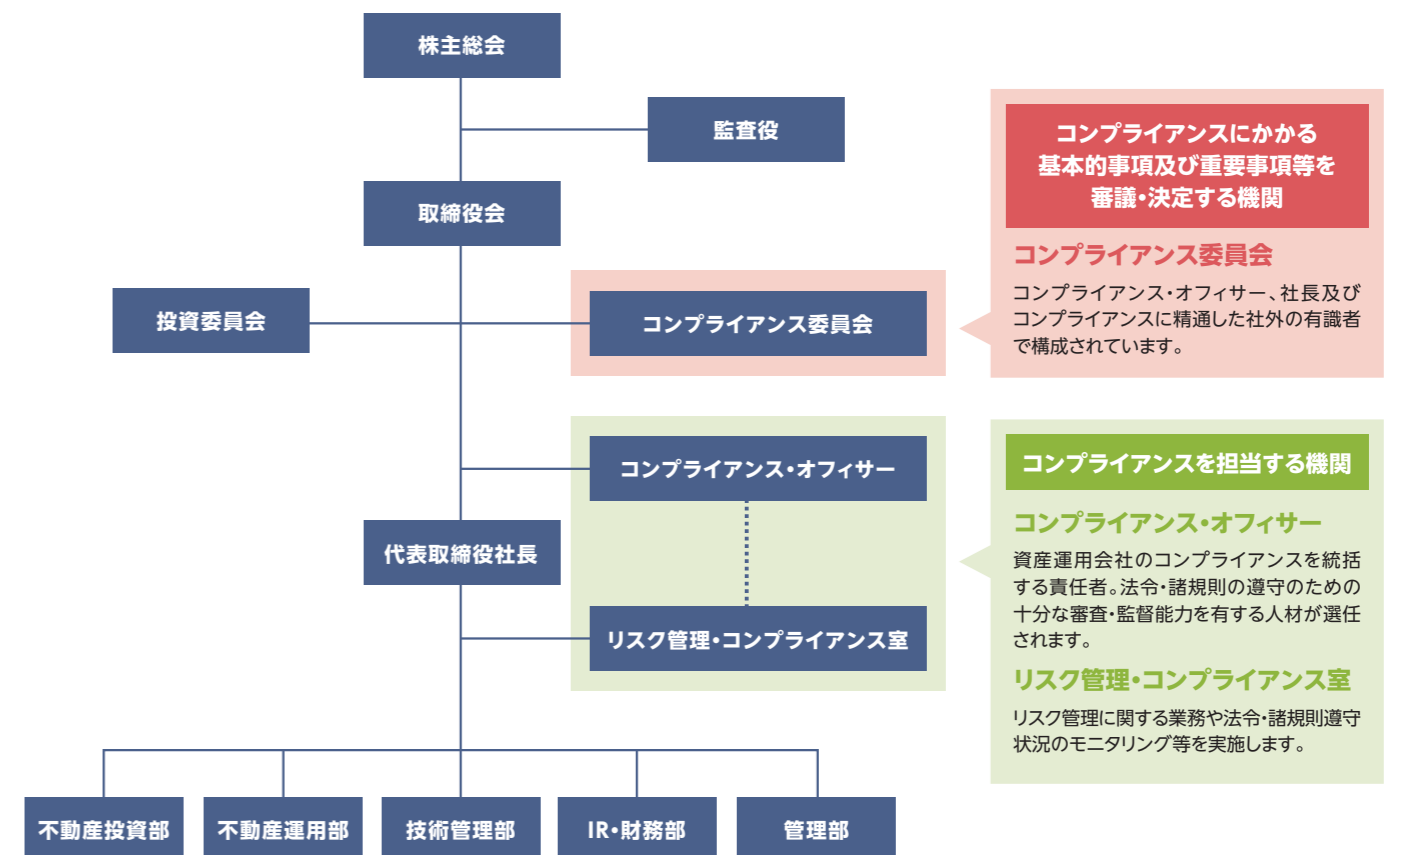 株主総会
監査役
取締役会
投資委員会
コンプライアンス委員会
コンプライアンス・オフィサー
代表取締役社長
リスク管理・コンプライアンス室
不動産投資部
不動産運用部
技術管理部
IR・財務部
管理部
コンプライアンスにかかる
基本的事項及び重要事項等を
審議・決定する機関
コンプライアンス委員会
コンプライアンス・オフィサー、社長及び
コンプライアンスに精通した社外の有識者
で構成されています。
コンプライアンスを担当する機関
コンプライアンス・オフィサー
資産運用会社のコンプライアンスを統括
する責任者。法令・諸規則の遵守のための
十分な審査・監督能力を有する人材が選任
されます。
リスク管理・コンプライアンス室
リスク管理に関する業務や法令・諸規則遵守
状況のモニタリング等を実施します。